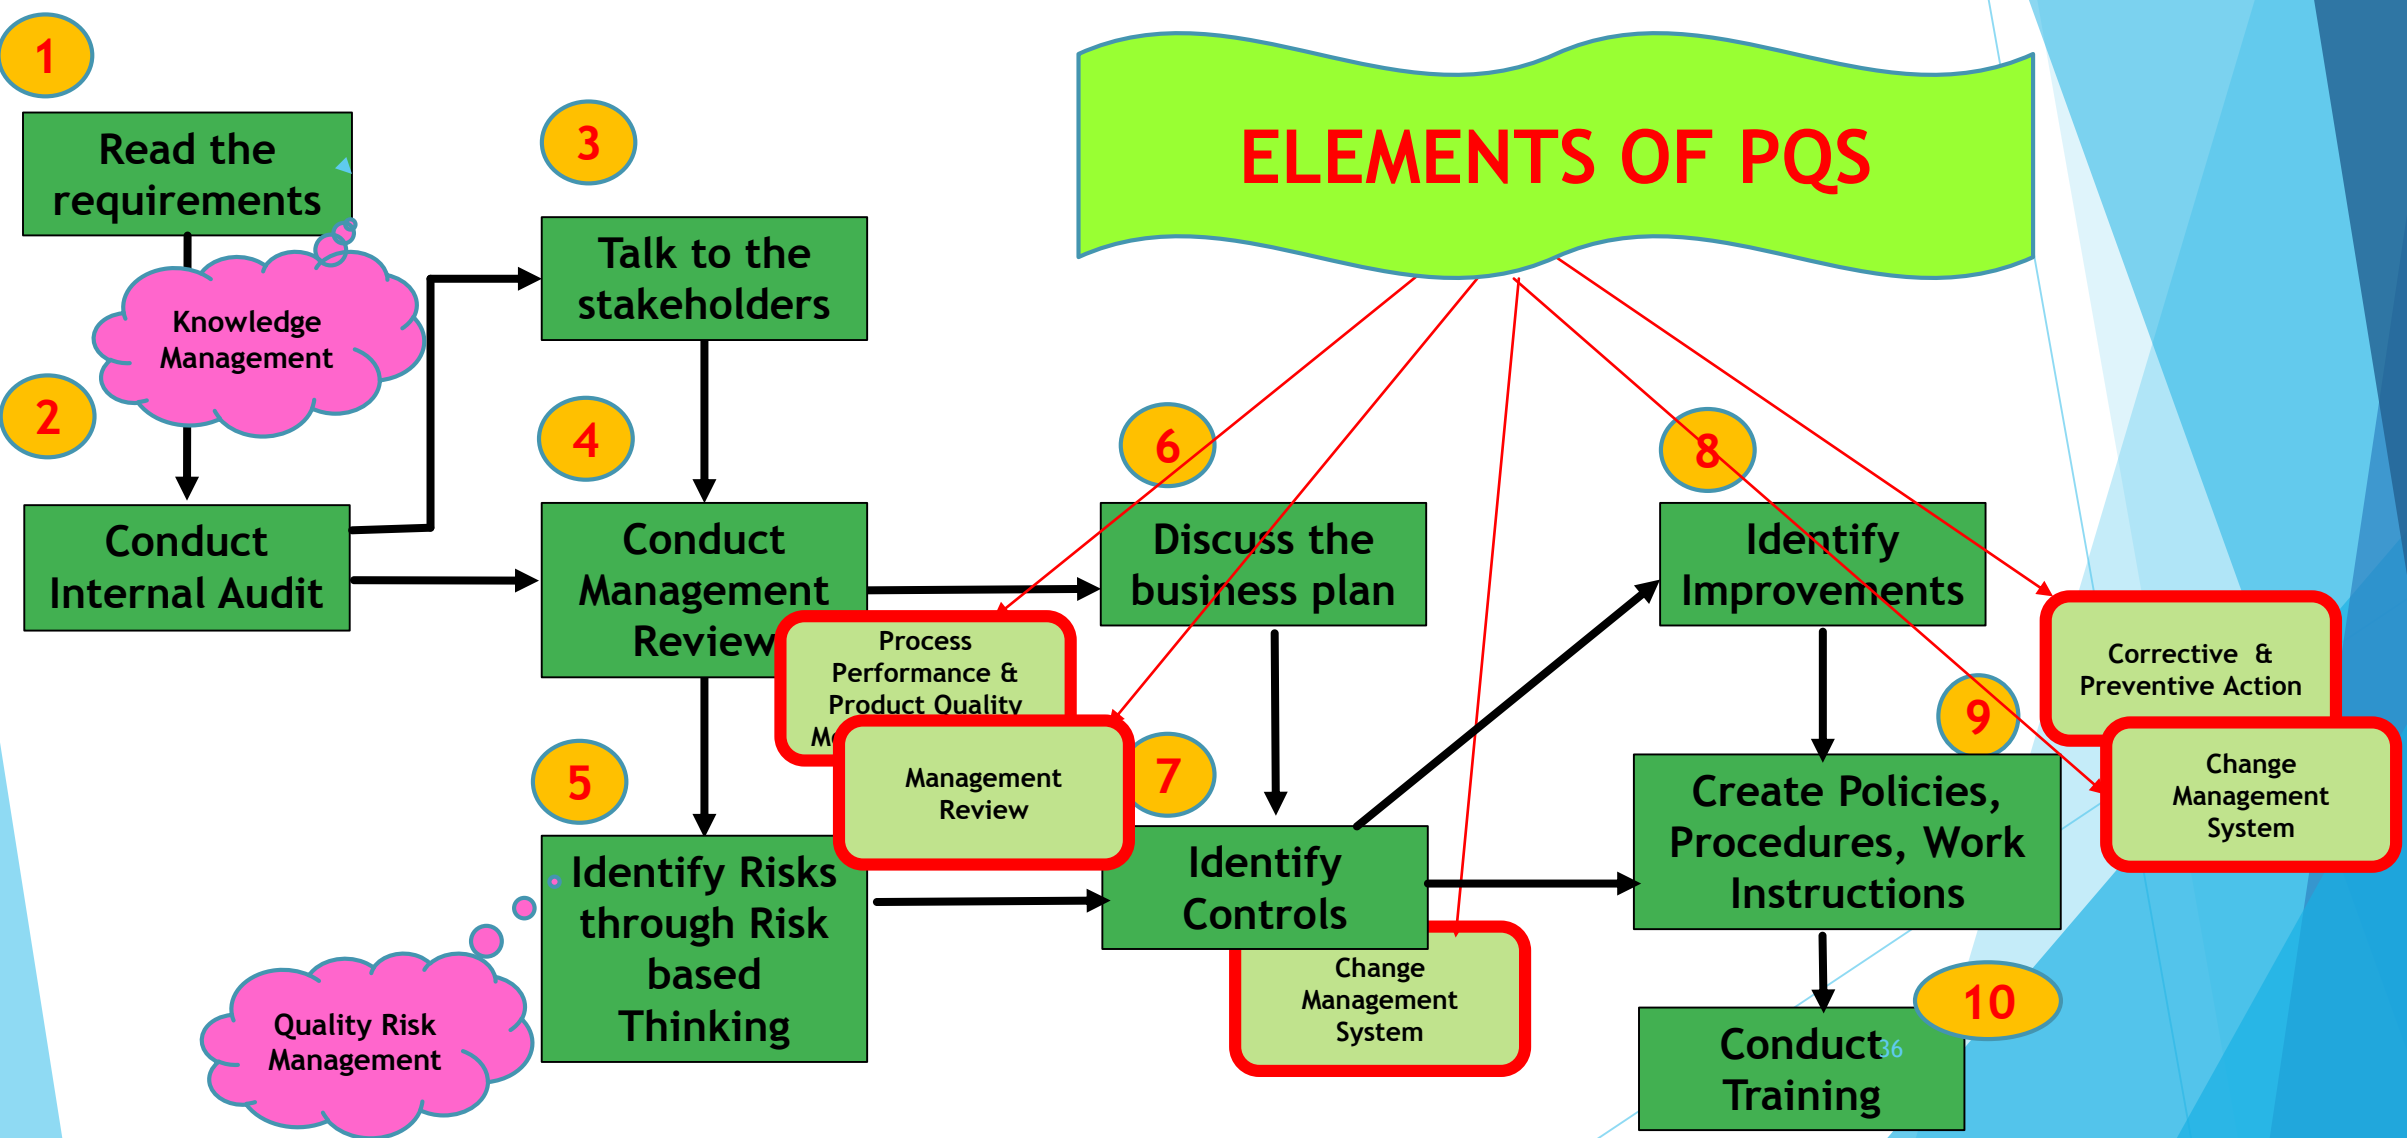 1
Read the
requirements
Knowledge
Management
2
Conduct
Internal Audit
3
Talk to the
stakeholders
4
Conduct
Management
Review
5
Identify Risks
through Risk
based
Thinking
Quality Risk
Management
ELEMENTS OF PQS
Process
Performance &
Product Quality
Management
Review
6
Discuss the
business plan
7
Identify
Controls
Change
Management
System
8
Identify
Improvements
9
Create Policies,
Procedures, Work
Instructions
Corrective &
Preventive Action
Change
Management
System
10
Conduct
Training
36